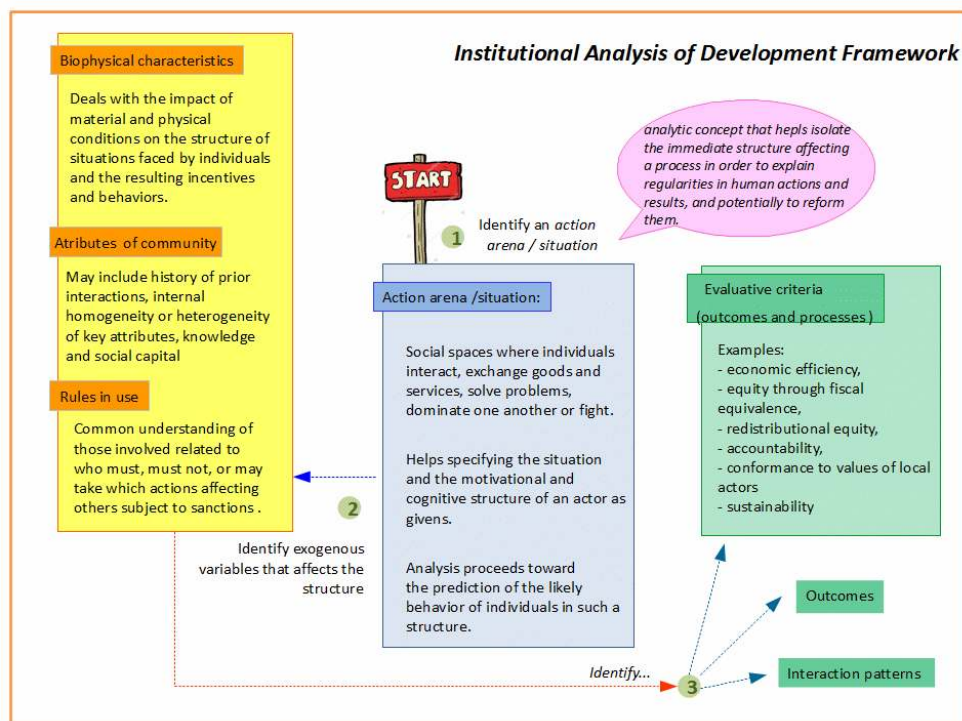 Institutional Analysis of Development Framework
Biophysical characteristics
Deals with the impact of
material and physical
conditions on the structure of
situations faced by individuals
and the resulting incentives
and behaviors.
Atributes of community
May include history of prior
interactions, internal
homogeneity or heterogeneity
of key attributes, knowledge
and social capital
Rules in use
Common understanding of
those involved related to
who must, must not, or may
take which actions affecting
others subject to sanctions .
START
1
Identify an action
arena / situation
analytic concept that hepls isolate
the immediate structure affecting
a process in order to explain
regularities in human actions and
results, and potentially to reform
them.
Action arena /situation:
Social spaces where individuals
interact, exchange goods and
services, solve problems,
dominate one another or fight.
Helps specifying the situation
and the motivational and
cognitive structure of an actor as
givens.
Analysis proceeds toward
the prediction of the likely
behavior of individuals in such a
structure.
2
Identify exogenous
variables that affects the
structure
Evaluative criteria
(outcomes and processes )
Examples:
- economic efficiency,
- equity through fiscal
equivalence,
- redistributional equity,
- accountability,
- conformance to values of local
actors
- sustainability
Identify...
3
Outcomes
Interaction patterns